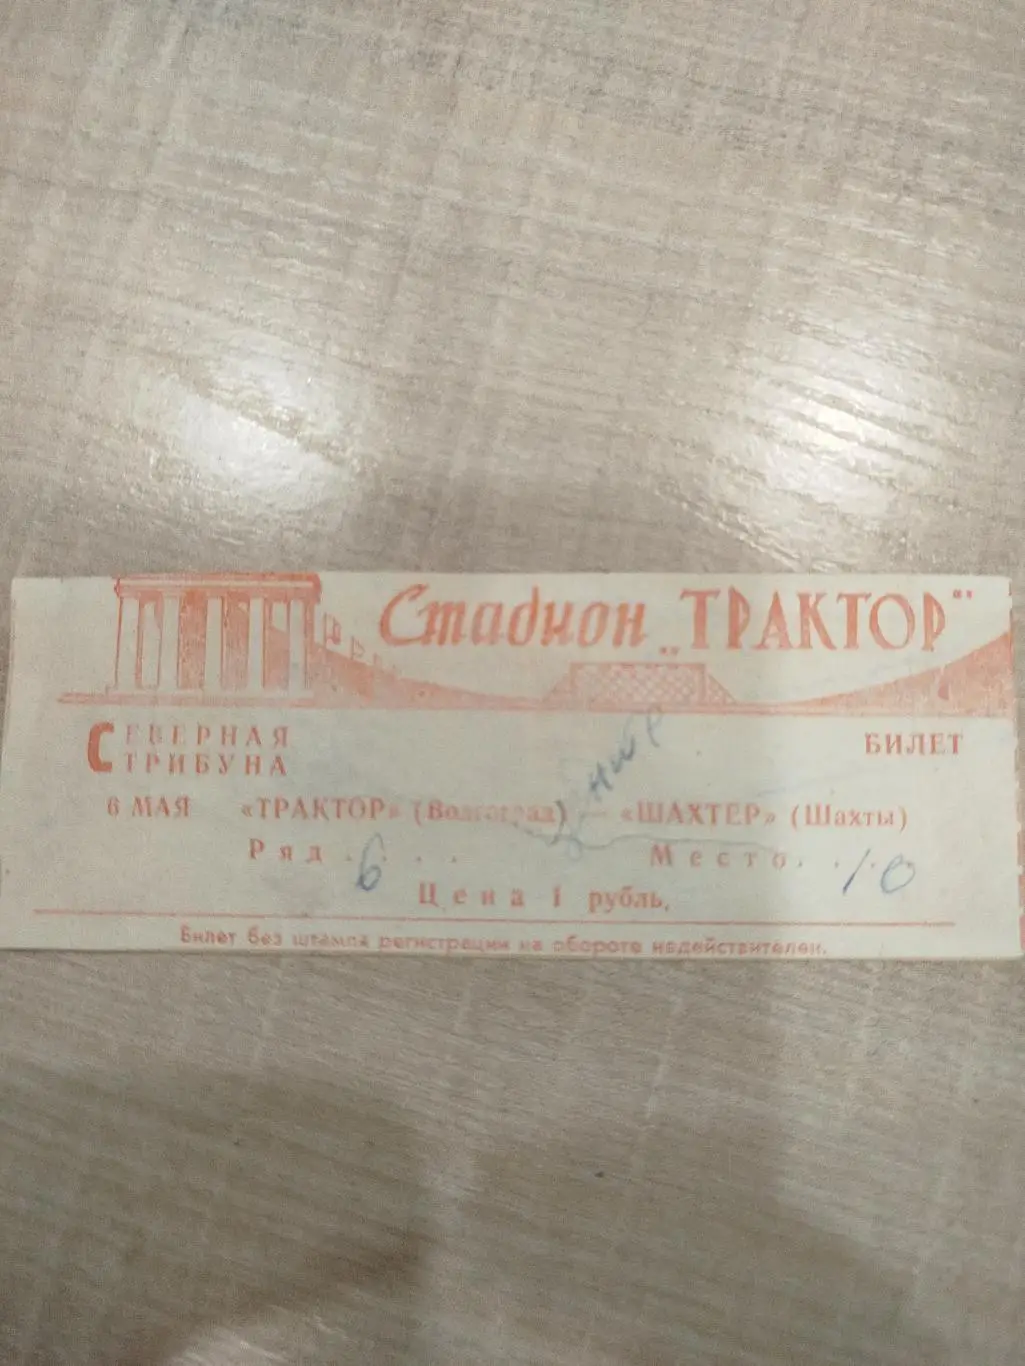 Стадион „ТРАКТОР"
СЕВЕРНАЯ
ТРИБУНА
БИЛЕТ
6 МАЯ «ТРАКТОР» (Волгоград) — «ШАХТЕР» (Шахты)
Ряд . 6 . . . Место . . 10
Цена 1 рубль.
Билет без штампа регистрации на обороте недействителен.